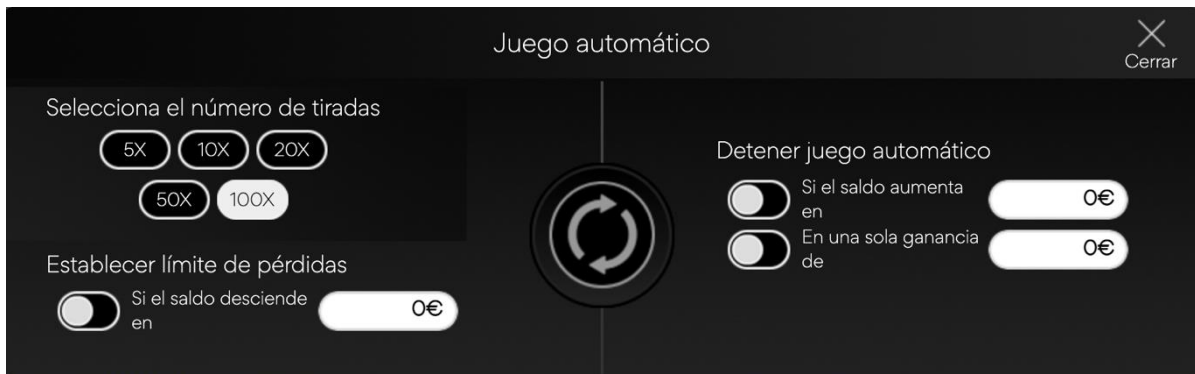 Juego automático
Cerrar
Selecciona el número de tiradas
5X 10X 20X
50X 100X
Establecer límite de pérdidas
Si el saldo desciende
en
0€
Detener juego automático
Si el saldo aumenta
en
0€
En una sola ganancia
de
0€